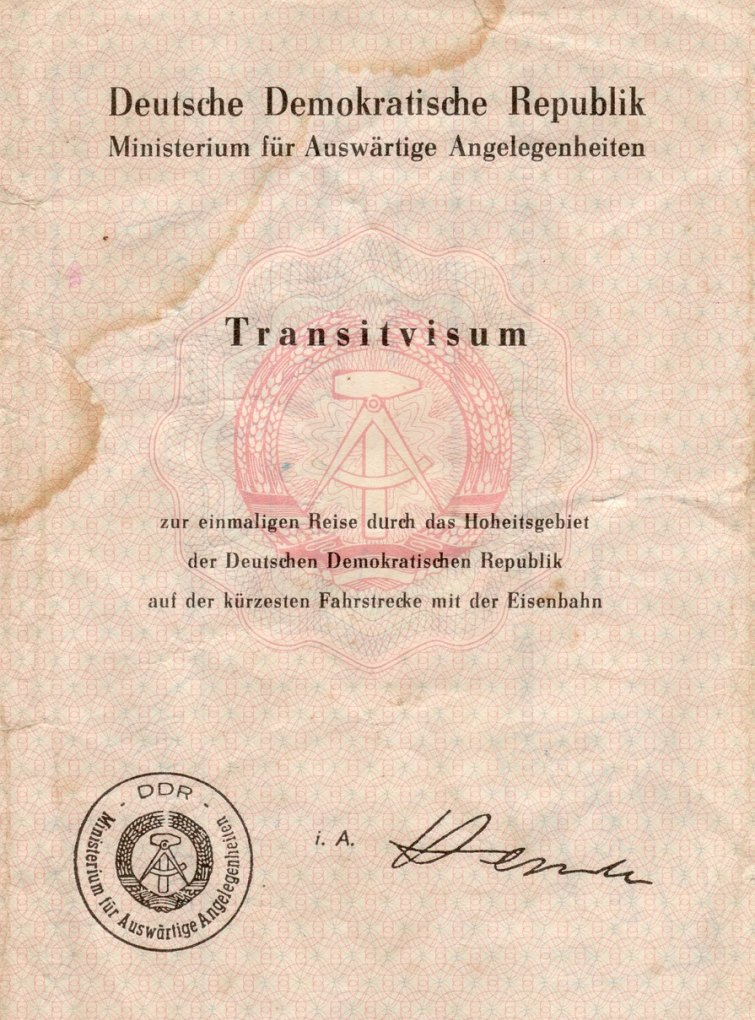 Deutsche Demokratische Republik
Ministerium für Auswärtige Angelegenheiten
Transitvisum
zur einmaligen Reise durch das Hoheitsgebiet
der Deutschen Demokratischen Republik
auf der kürzesten Fahrstrecke mit der Eisenbahn
· DDR ·
Ministerium für Auswärtige Angelegenheiten
i. A.